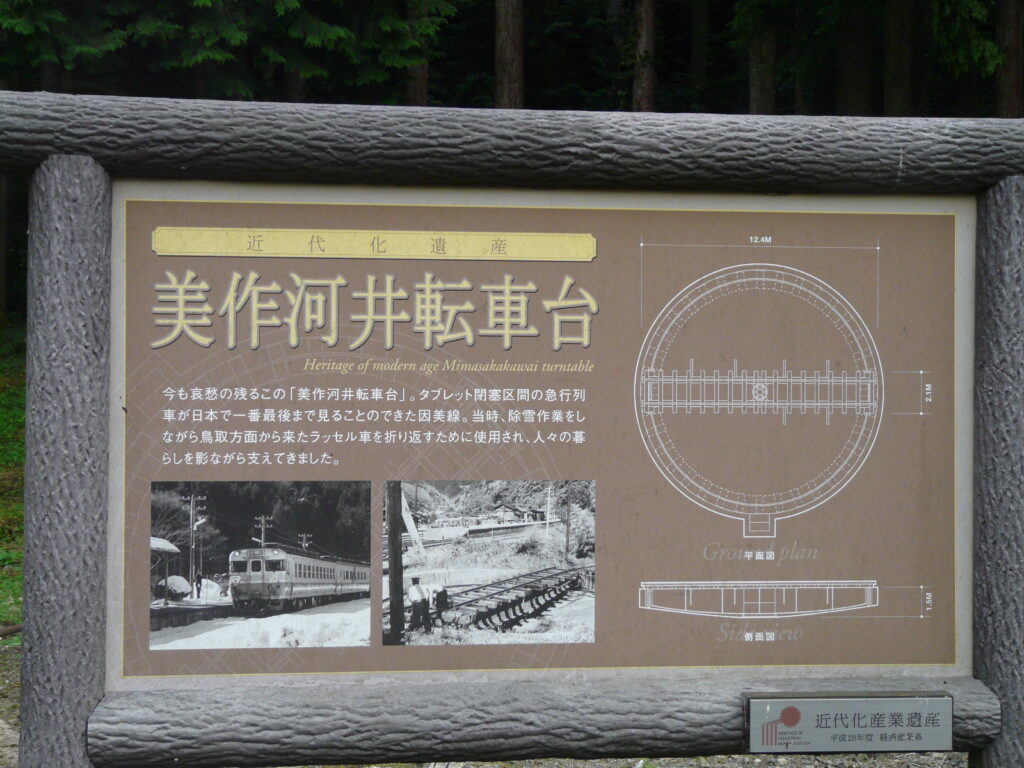 近代化遺産
美作河井転車台
Heritage of modern age Mimasakakawai turntable
今も哀愁の残るこの「美作河井転車台」。タブレット閉塞区間の急行列
車が日本で一番最後まで見ることのできた因美線。当時、除雪作業をし
ながら鳥取方面から来たラッセル車を折り返すために使用され、人々の暮
らしを影ながら支えてきました。
12.4M
2.1M
Ground plan
平面図
1.5M
Side view
側面図
近代化産業遺産
平成20年度 経済産業省